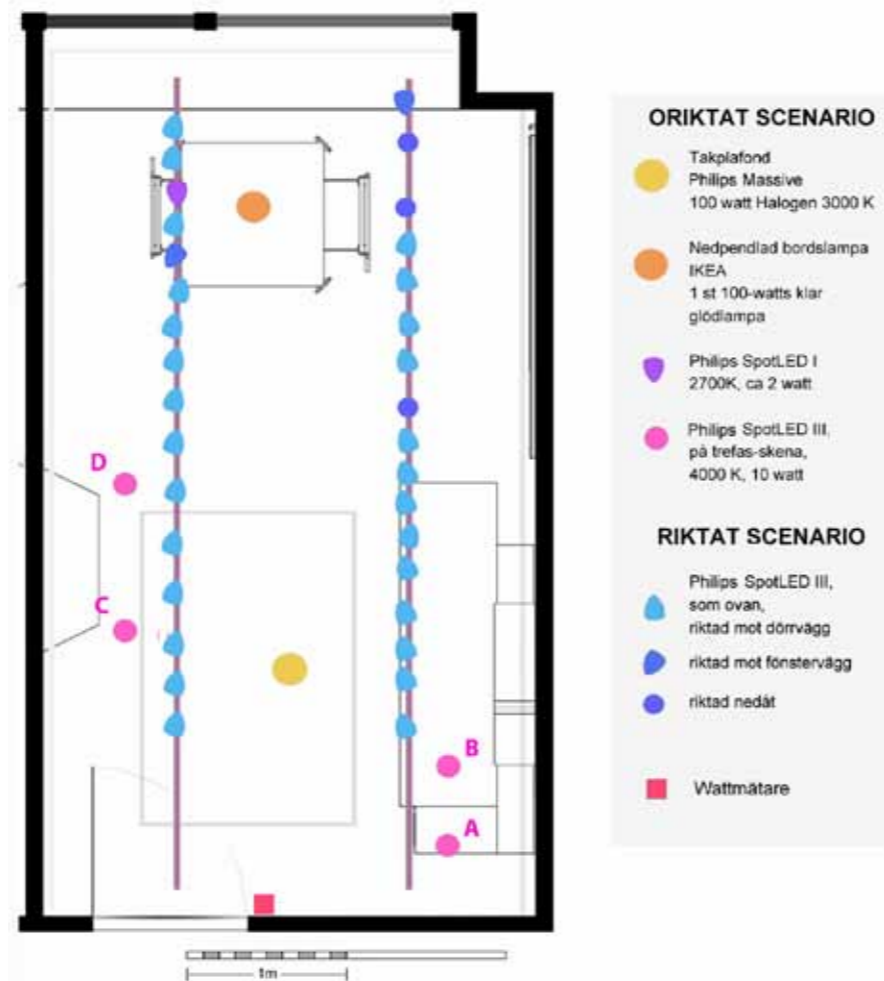 D
C
B
A
1m
ORIKTAT SCENARIO
Takplafond
Philips Massive
100 watt Halogen 3000 K
Nedpendlad bordslampa
IKEA
1 st 100-watts klar
glödlampa
Philips SpotLED I
2700K, ca 2 watt
Philips SpotLED III,
på trefas-skena,
4000 K, 10 watt
RIKTAT SCENARIO
Philips SpotLED III,
som ovan,
riktad mot dörrvägg
riktad mot fönstervägg
riktad nedåt
Wattmätare